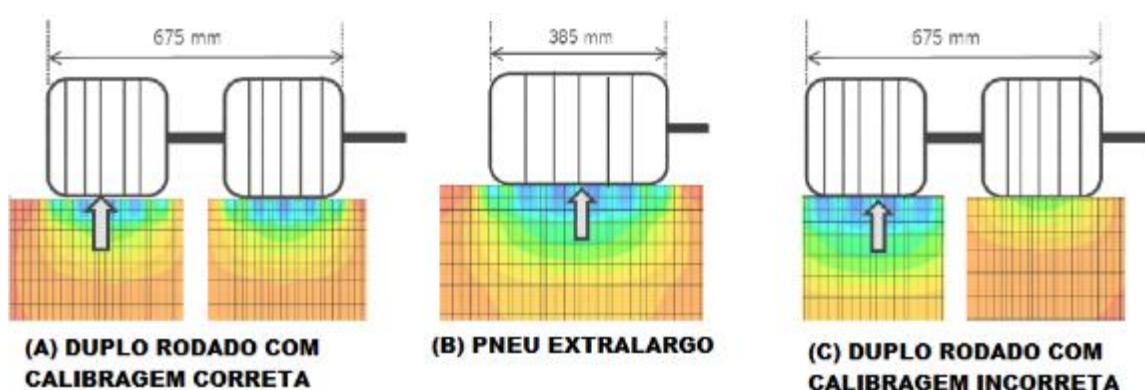 675 mm
385 mm
675 mm
(A) DUPLO RODADO COM
CALIBRAGEM CORRETA
(B) PNEU EXTRALARGO
(C) DUPLO RODADO COM
CALIBRAGEM INCORRETA